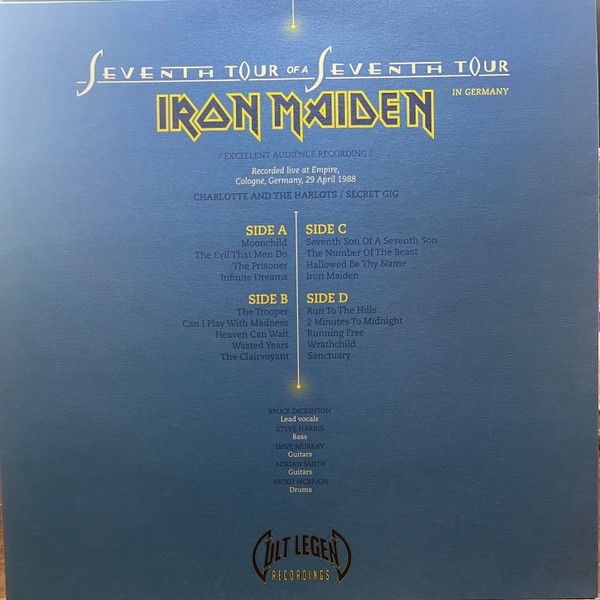 SEVENTH TOUR OF A SEVENTH TOUR
IRON MAIDEN
IN GERMANY
/ EXCELLENT AUDIENCE RECORDING /
Recorded live at Empire,
Cologne, Germany, 29 April 1988
CHARLOTTE AND THE HARLOTS / SECRET GIG
SIDE A
Moonchild
The Evil That Men Do
The Prisoner
Infinite Dreams
SIDE B
The Trooper
Can I Play With Madness
Heaven Can Wait
Wasted Years
The Clairvoyant
SIDE C
Seventh Son Of A Seventh Son
The Number Of The Beast
Hallowed Be Thy Name
Iron Maiden
SIDE D
Run To The Hills
2 Minutes To Midnight
Running Free
Wrathchild
Sanctuary
BRUCE DICKINSON
Lead vocals
STEVE HARRIS
Bass
DAVE MURRAY
Guitars
ADRIAN SMITH
Guitars
NICKO MCBRAIN
Drums
CULT LEGEND
RECORDINGS